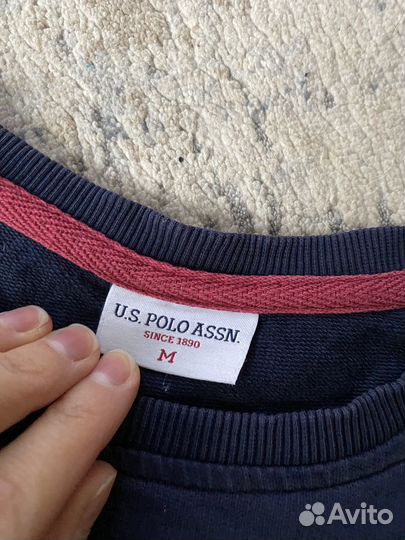 U.S. POLO ASSN.
SINCE 1890
M
Avito